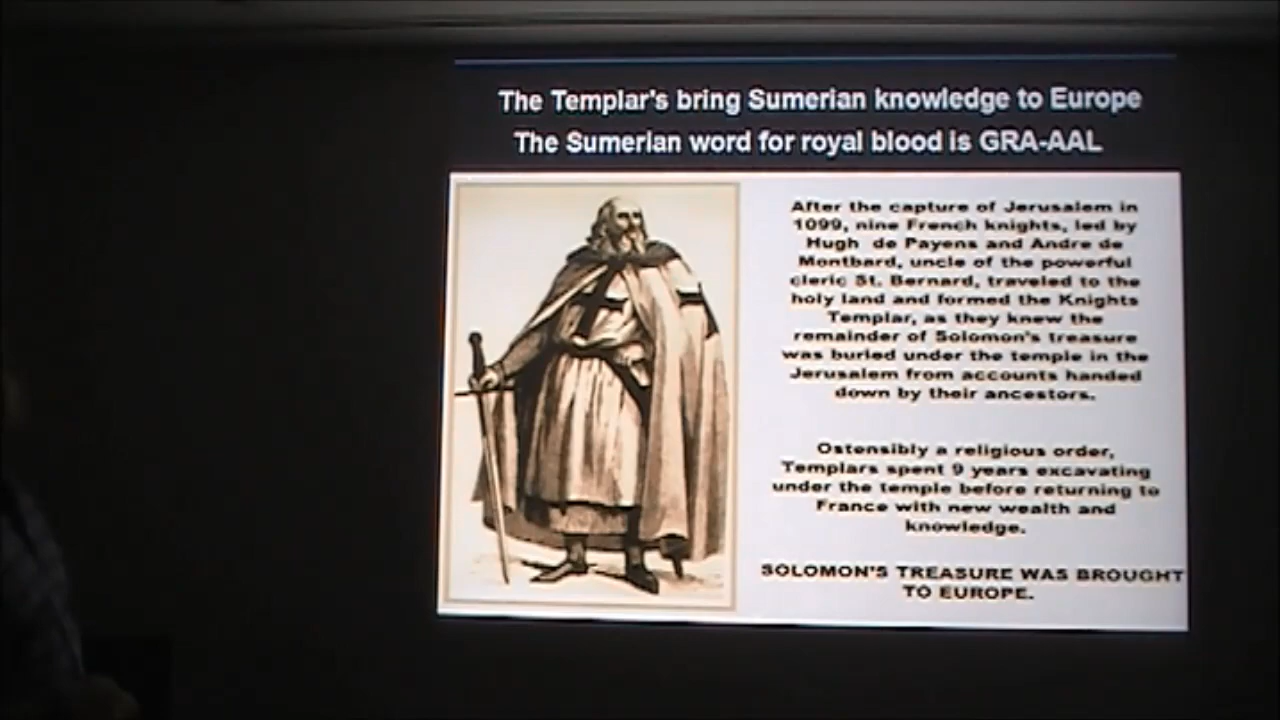 The Templar's bring Sumerian knowledge to Europe
The Sumerian word for royal blood is GRA-AAL
After the capture of Jerusalem in
1099, nine French knights, led by
Hugh de Payens and Andre de
Montbard, uncle of the powerful
cleric St. Bernard, traveled to the
holy land and formed the Knights
Templar, as they knew the
remainder of Solomon's treasure
was buried under the temple in the
Jerusalem from accounts handed
down by their ancestors.
Ostensibly a religious order,
Templars spent 9 years excavating
under the temple before returning to
France with new wealth and
knowledge.
SOLOMON'S TREASURE WAS BROUGHT
TO EUROPE.